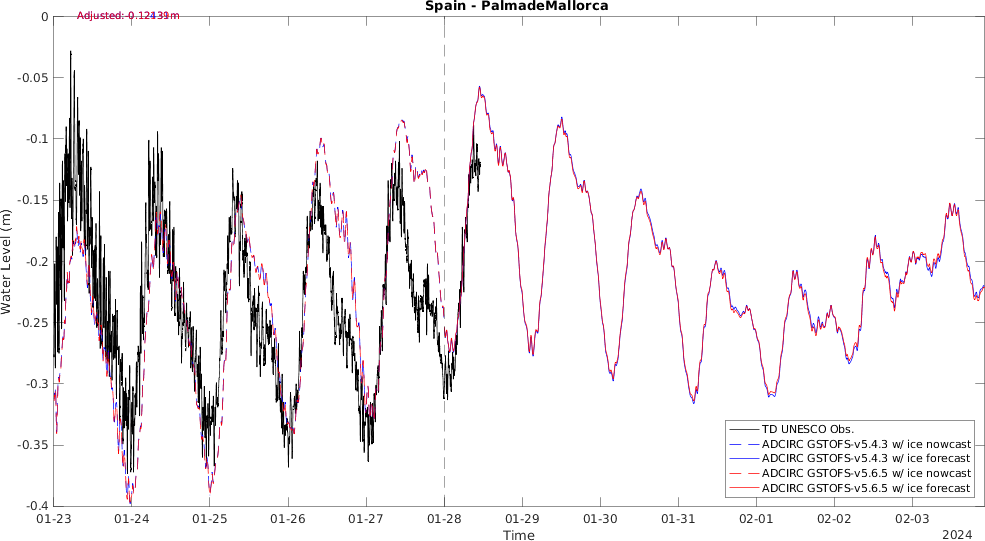 Spain - PalmadeMallorca
0
-0.05
-0.1
-0.15
-0.2
-0.25
-0.3
-0.35
-0.4
Water Level (m)
TD UNESCO Obs.
ADCIRC GSTOFS-v5.4.3 w/ ice nowcast
ADCIRC GSTOFS-v5.4.3 w/ ice forecast
ADCIRC GSTOFS-v5.6.5 w/ ice nowcast
ADCIRC GSTOFS-v5.6.5 w/ ice forecast
01-23 01-24 01-25 01-26 01-27 01-28 01-29 01-30 01-31 02-01 02-02 02-03
Time
2024
Adjusted: